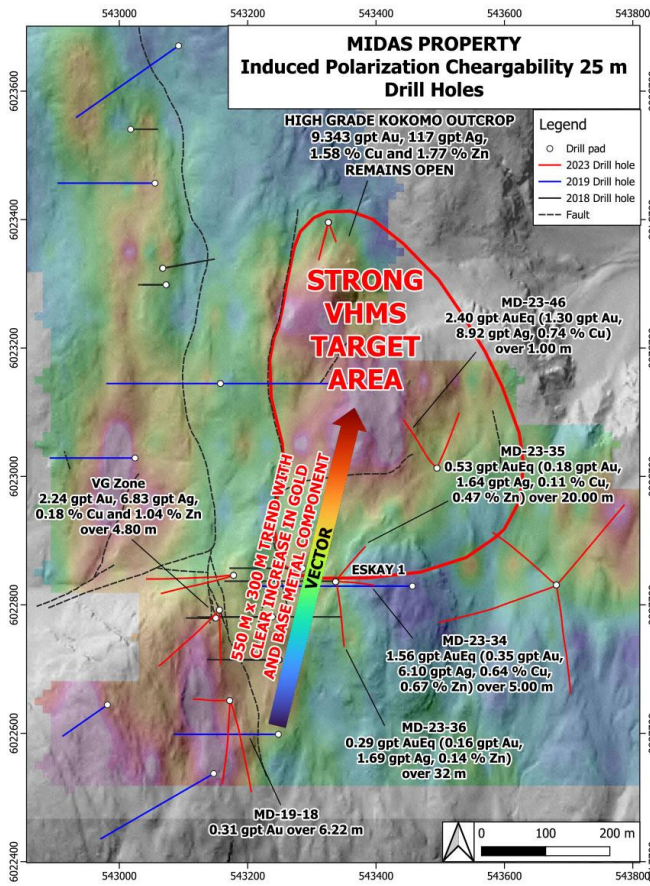 543000
543200
543400
543600
543800
MIDAS PROPERTY
Induced Polarization Cheargability 25 m
Drill Holes
Legend
Drill pad
2023 Drill hole
2019 Drill hole
2018 Drill hole
Fault
HIGH GRADE KOKOMO OUTCROP
9.343 gpt Au, 117 gpt Ag,
1.58 % Cu and 1.77 % Zn
REMAINS OPEN
STRONG
VHMS
TARGET
AREA
MD-23-46
2.40 gpt AuEq (1.30 gpt Au,
8.92 gpt Ag, 0.74 % Cu)
over 1.00 m
MD-23-35
0.53 gpt AuEq (0.18 gpt Au,
1.64 gpt Ag, 0.11 % Cu,
0.47 % Zn) over 20.00 m
VG Zone
2.24 gpt Au, 6.83 gpt Ag,
0.18 % Cu and 1.04 % Zn
over 4.80 m
550 M x 300 M TREND WITH
CLEAR INCREASE IN GOLD
AND BASE METAL COMPONENT
VECTOR
ESKAY 1
MD-23-34
1.56 gpt AuEq (0.35 gpt Au,
6.10 gpt Ag, 0.64 % Cu,
0.67 % Zn) over 5.00 m
MD-23-36
0.29 gpt AuEq (0.16 gpt Au,
1.69 gpt Ag, 0.14 % Zn)
over 32 m
MD-19-18
0.31 gpt Au over 6.22 m
0 100 200 m
6023600
6023400
6023200
6023000
6022800
6022600
6022400
543000
543200
543400
543600
543800